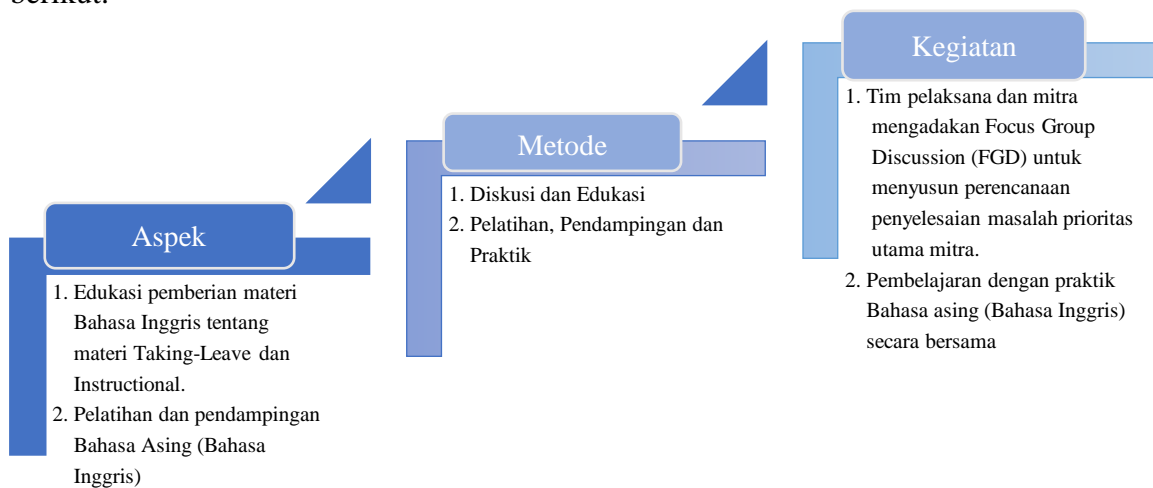 berikut.
Aspek
1. Edukasi pemberian materi
Bahasa Inggris tentang
materi Taking-Leave dan
Instructional.
2. Pelatihan dan pendampingan
Bahasa Asing (Bahasa
Inggris)
Metode
1. Diskusi dan Edukasi
2. Pelatihan, Pendampingan dan
Praktik
Kegiatan
1. Tim pelaksana dan mitra
mengadakan Focus Group
Discussion (FGD) untuk
menyusun perencanaan
penyelesaian masalah prioritas
utama mitra.
2. Pembelajaran dengan praktik
Bahasa asing (Bahasa Inggris)
secara bersama